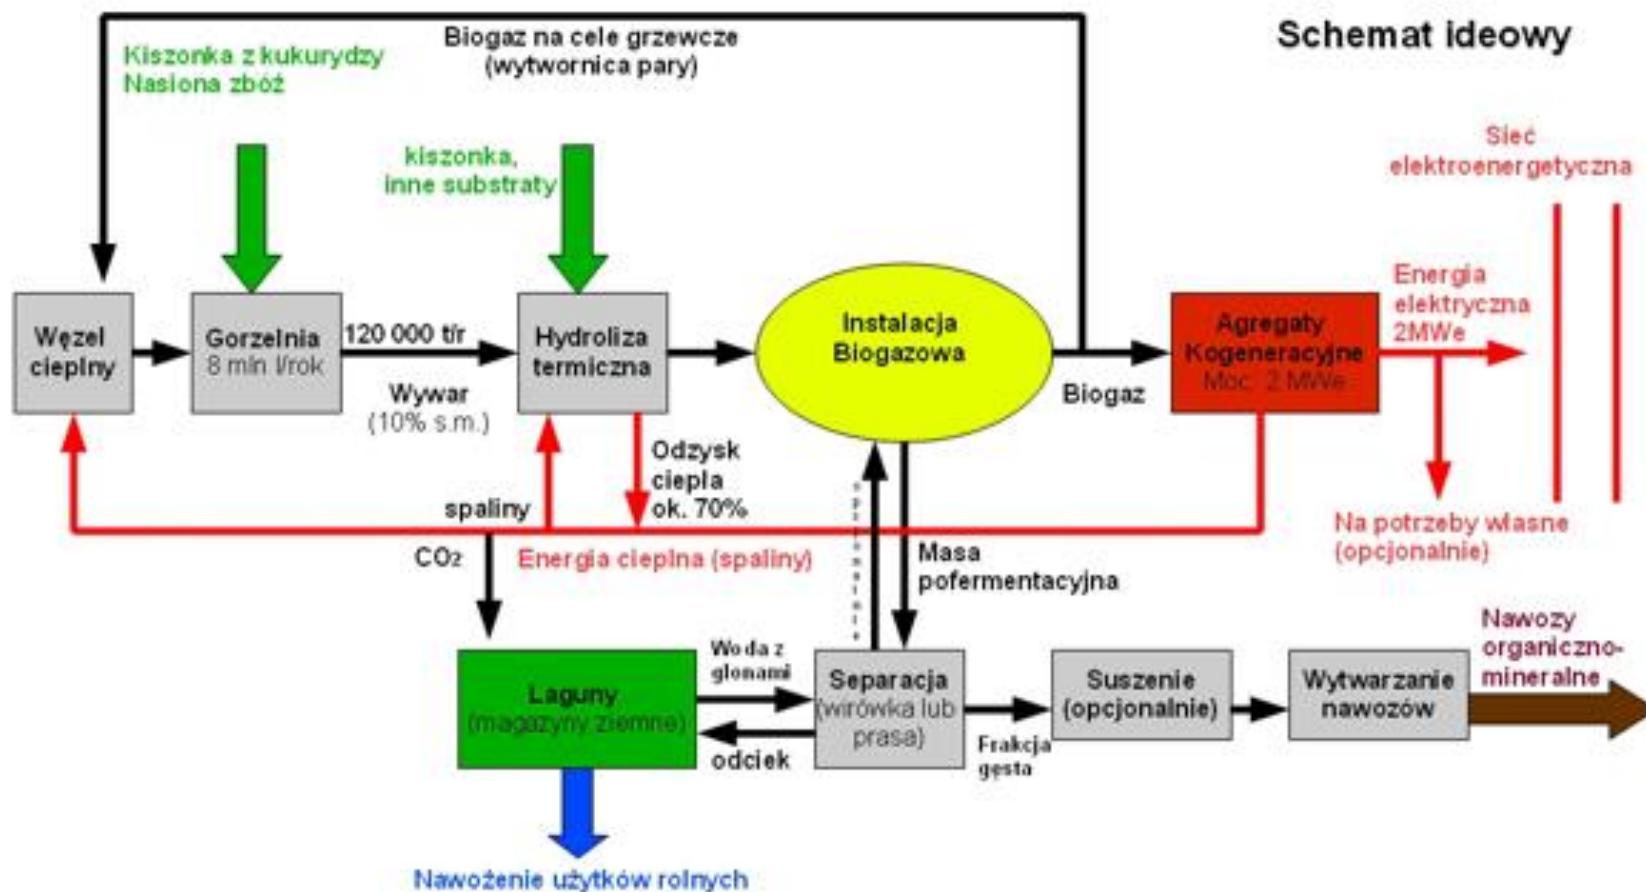 Schemat ideowy
Biogaz na cele grzewcze
(wytwornica pary)
Kiszonka z kukurydzy
Nasiona zbóż
kiszonka,
inne substraty
Sieć
elektroenergetyczna
Węzeł
cieplny
Gorzelnia
8 mln l/rok
120 000 t/r
Wywar
(10% s.m.)
Hydroliza
termiczna
Instalacja
Biogazowa
Biogaz
Agregaty
Kogeneracyjne
Moc: 2 MWe
Energia
elektryczna
2MWe
Odzysk
ciepła
ok. 70%
spaliny
CO2
Energia cieplna (spaliny)
opcjonalnie
Masa
pofermentacyjna
Na potrzeby własne
(opcjonalnie)
Laguny
(magazyny ziemne)
Woda z
glonami
odciek
Separacja
(wirówka lub
prasa)
Frakcja
gęsta
Suszenie
(opcjonalnie)
Wytwarzanie
nawozów
Nawozy
organiczno-
mineralne
Nawożenie użytków rolnych